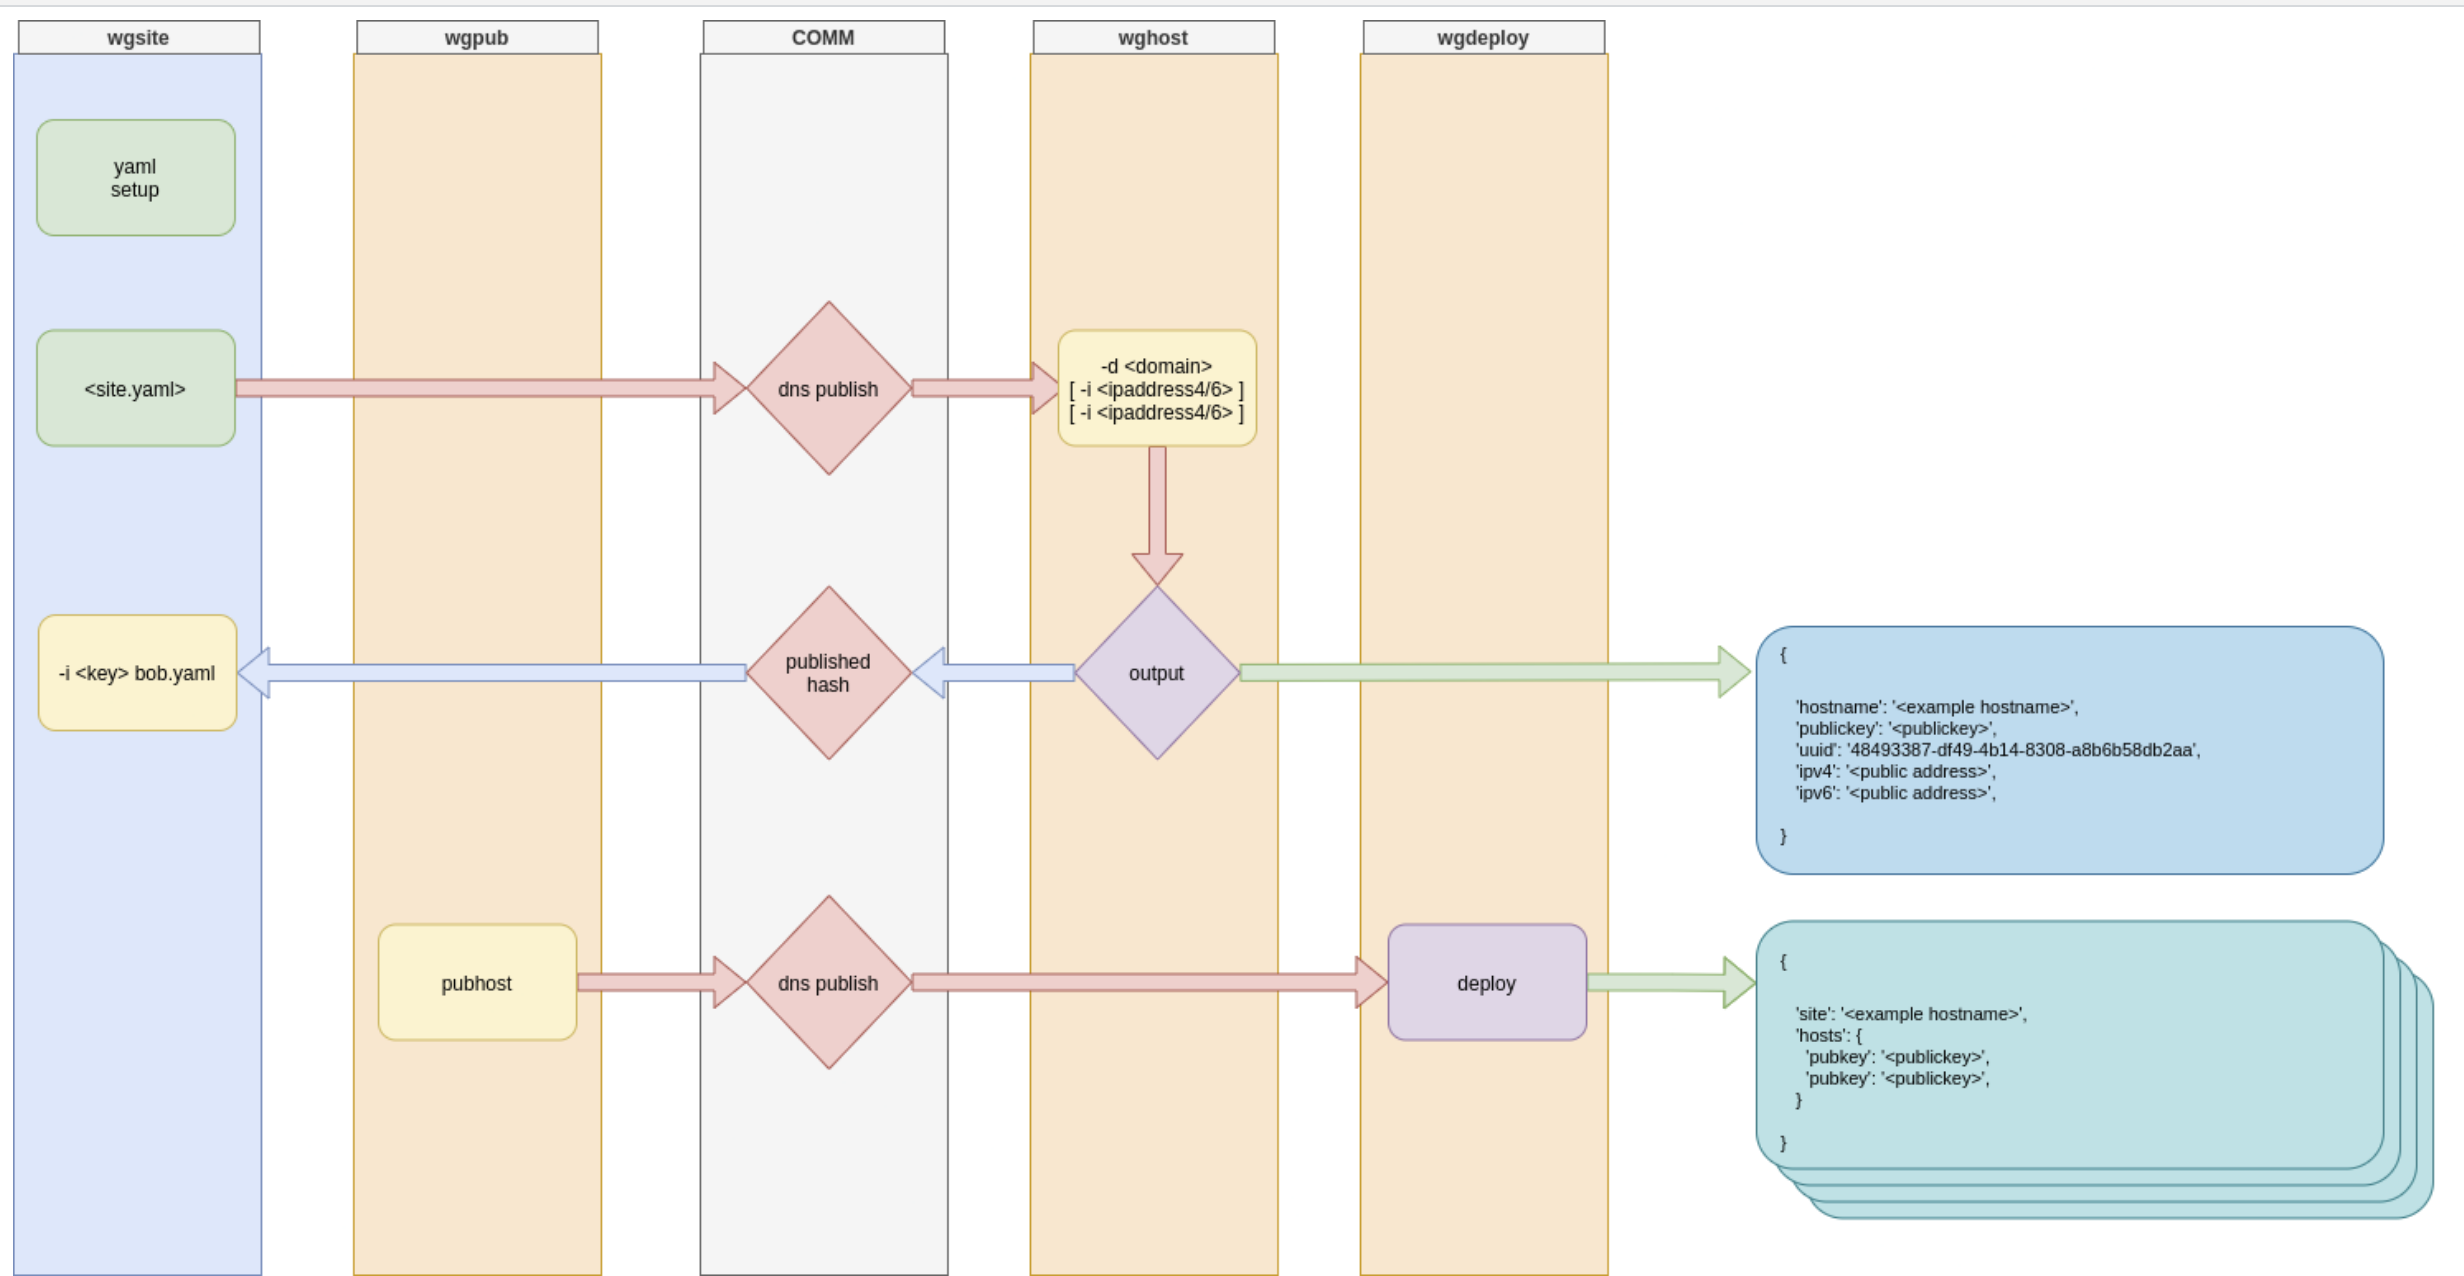 wgsite
wgpub
COMM
wghost
wgdeploy
yaml
setup
<site.yaml>
dns publish
-d <domain>
[ -i <ipaddress4/6> ]
[ -i <ipaddress4/6> ]
-i <key> bob.yaml
published
hash
output
{
'hostname': '<example hostname>',
'publickey': '<publickey>',
'uuid': '48493387-df49-4b14-8308-a8b6b58db2aa',
'ipv4': '<public address>',
'ipv6': '<public address>',
}
pubhost
dns publish
deploy
{
'site': '<example hostname>',
'hosts': {
'pubkey': '<publickey>',
'pubkey': '<publickey>',
}
}